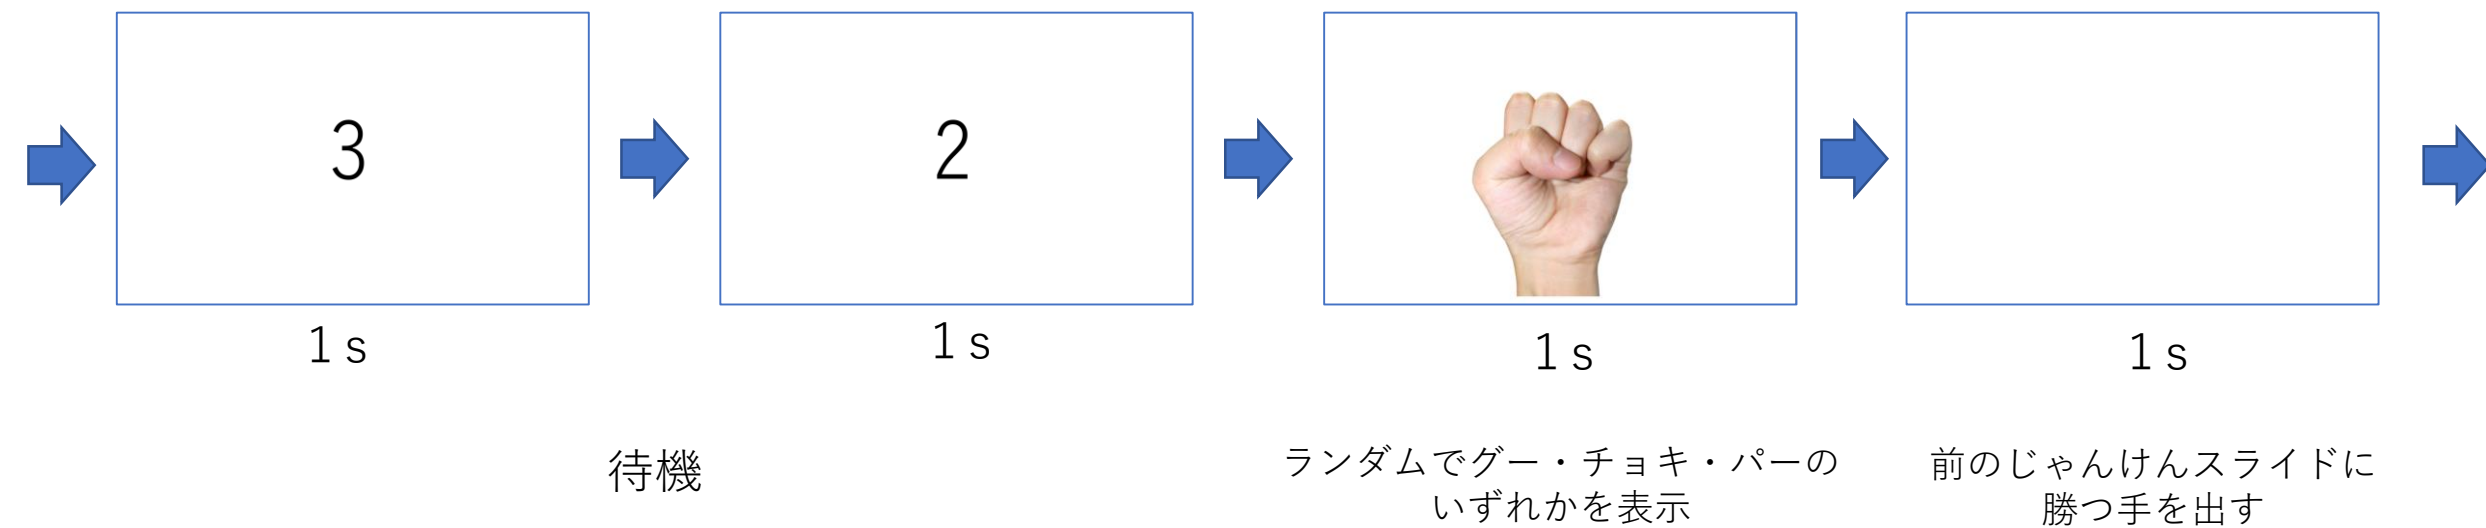 3
2
1 s
1 s
1 s
1 s
待機
ランダムでグー・チョキ・パーの
いずれかを表示
前のじゃんけんスライドに
勝つ手を出す